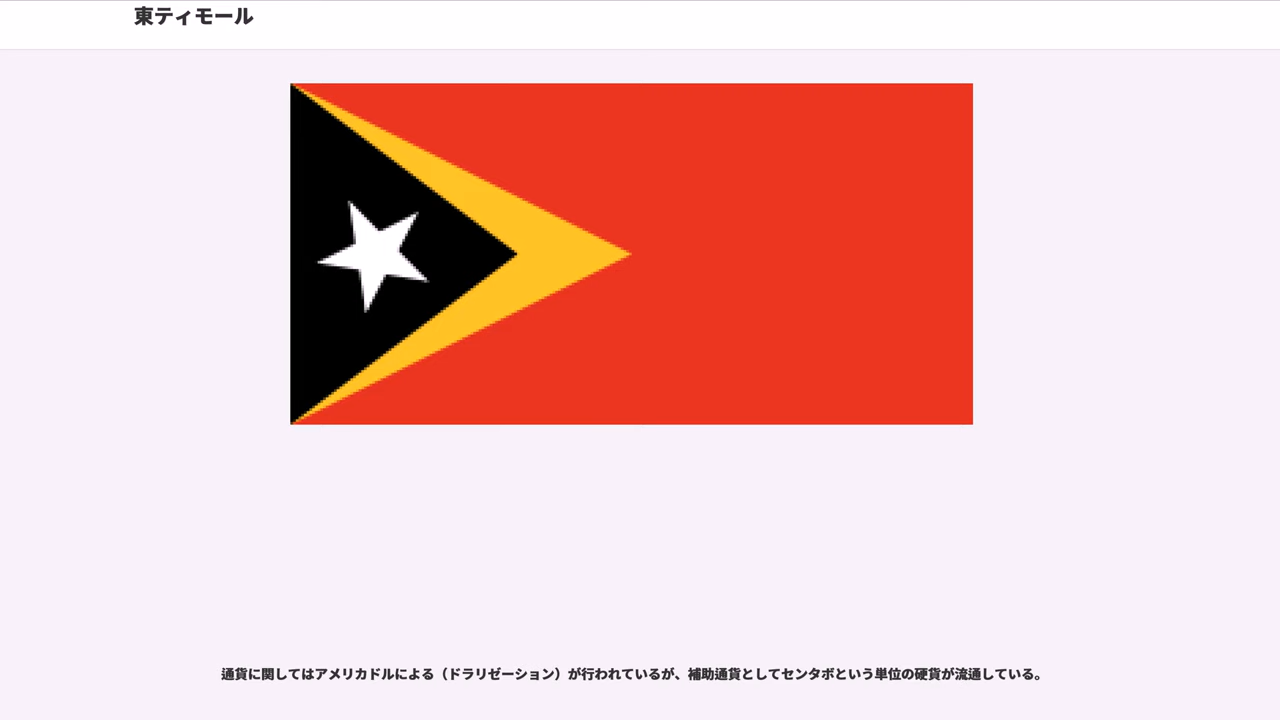 東ティモール
通貨に関してはアメリカドルによる（ドラリゼーション）が行われているが、補助通貨としてセンタボという単位の硬貨が流通している。